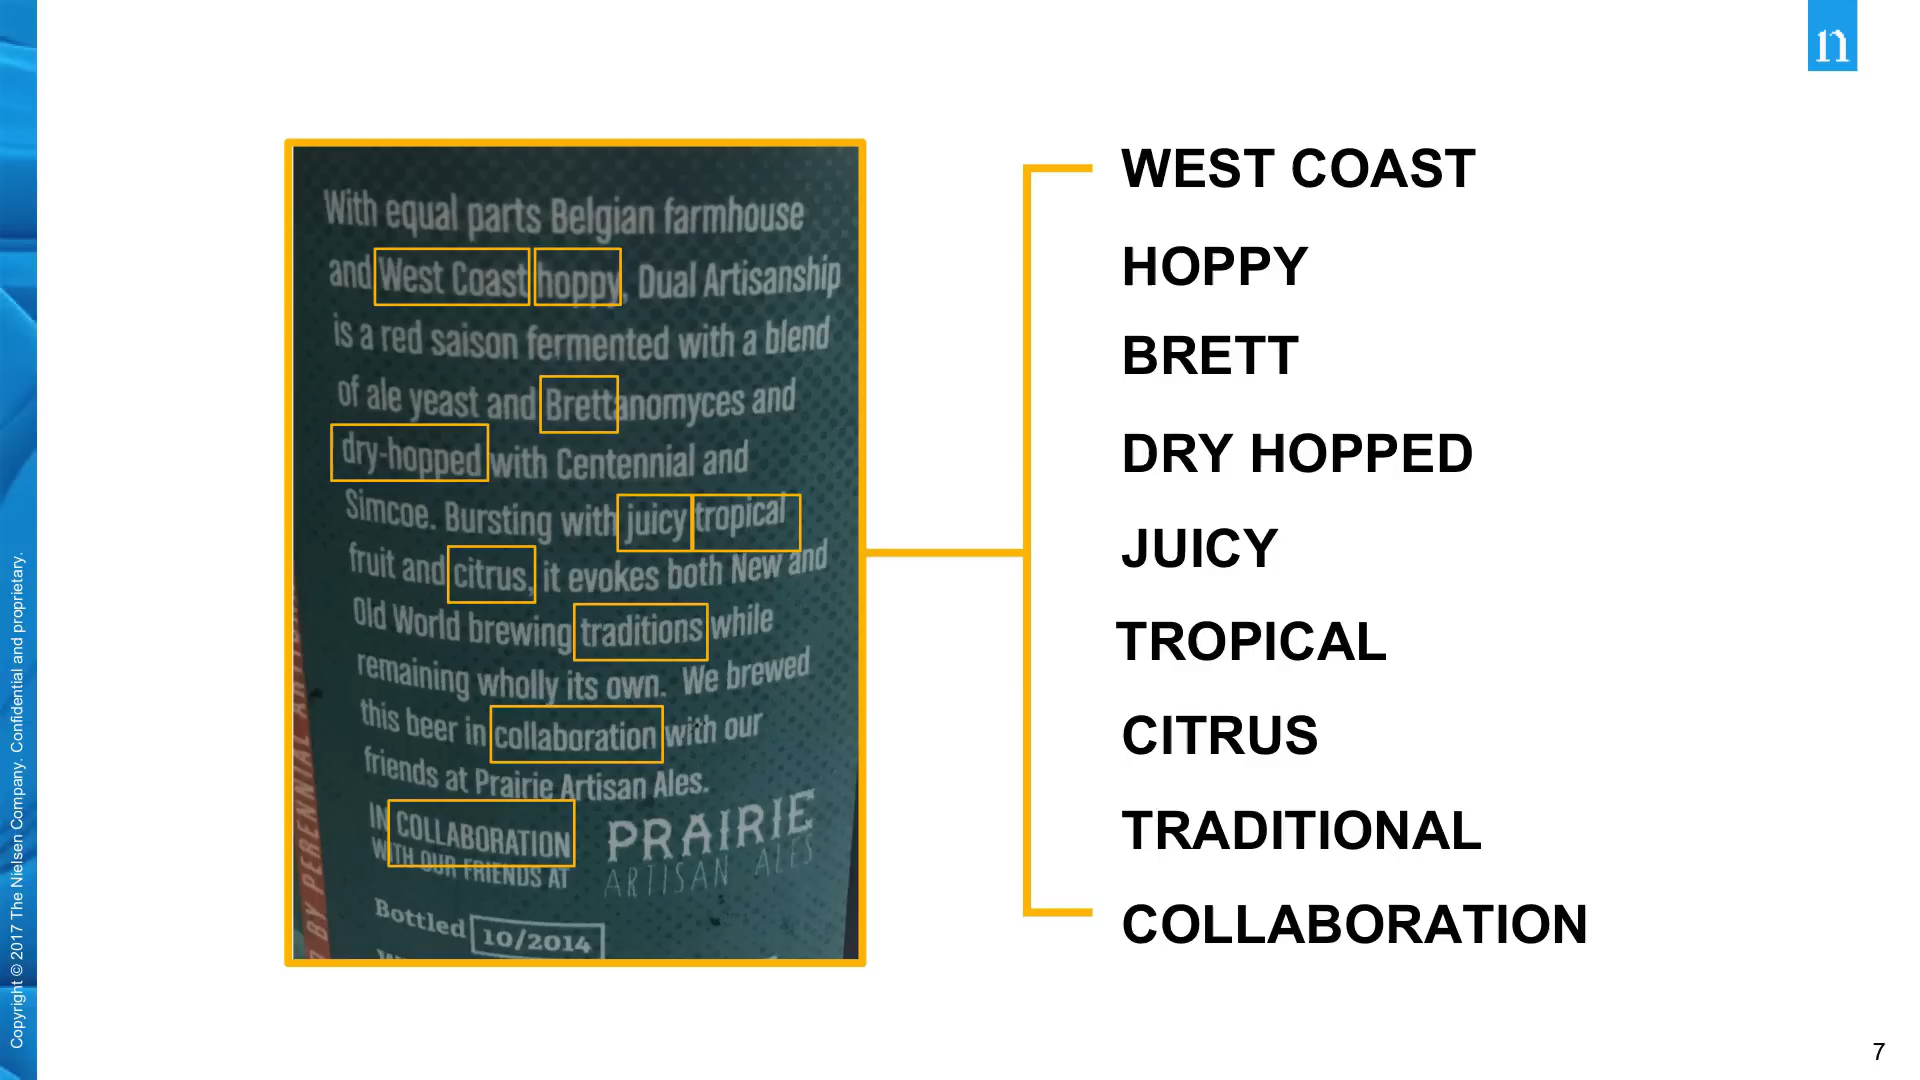 n
With equal parts Belgian farmhouse
and West Coast hoppy, Dual Artisanship
is a red saison fermented with a blend
of ale yeast and Brettanomyces and
dry-hopped with Centennial and
Simcoe. Bursting with juicy tropical
fruit and citrus, it evokes both New and
Old World brewing traditions while
remaining wholly its own. We brewed
this beer in collaboration with our
friends at Prairie Artisan Ales.
IN COLLABORATION
WITH OUR FRIENDS AT
PRAIRIE
ARTISAN ALES
Bottled 10/2014
BY PERENNIAL
WEST COAST
HOPPY
BRETT
DRY HOPPED
JUICY
TROPICAL
CITRUS
TRADITIONAL
COLLABORATION
Copyright © 2017 The Nielsen Company. Confidential and proprietary.
7